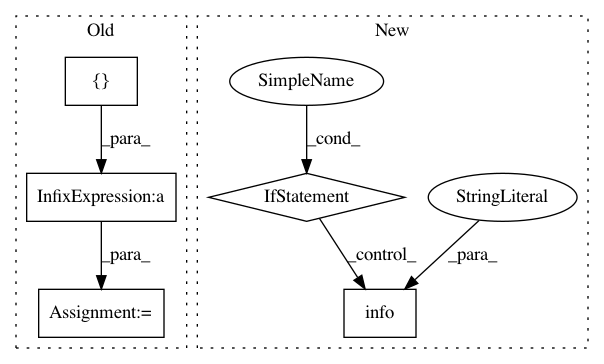 Old
New
{}
SimpleName
_para_
_cond_
InfixExpression:a
IfStatement
StringLiteral
_para_
_control_
_para_
Assignment:=
info